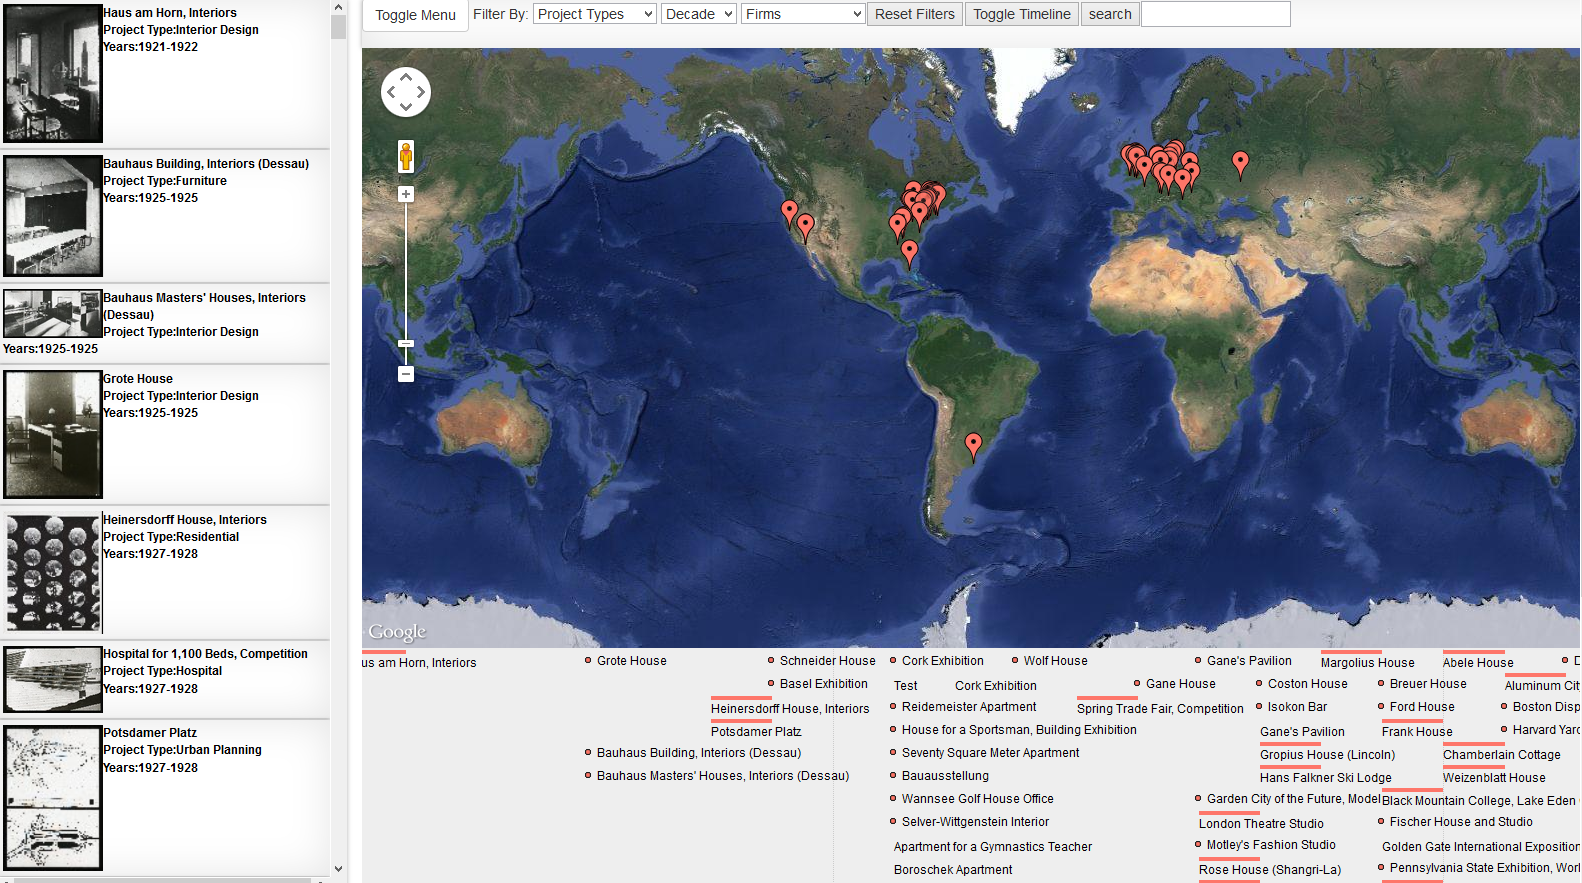 Haus am Horn, Interiors
Project Type:Interior Design
Years:1921-1922
Bauhaus Building, Interiors (Dessau)
Project Type:Furniture
Years:1925-1925
Bauhaus Masters' Houses, Interiors
(Dessau)
Project Type:Interior Design
Years:1925-1925
Grote House
Project Type:Interior Design
Years:1925-1925
Heinersdorff House, Interiors
Project Type:Residential
Years:1927-1928
Hospital for 1,100 Beds, Competition
Project Type:Hospital
Years:1927-1928
Potsdamer Platz
Project Type:Urban Planning
Years:1927-1928
Toggle Menu Filter By: Project Types Decade Firms Reset Filters Toggle Timeline search
Google
us am Horn, Interiors Grote House Schneider House Cork Exhibition Wolf House Gane's Pavilion Margolius House Abele House D
Basel Exhibition Test Cork Exhibition Gane House Coston House Breuer House Aluminum City
Heinersdorff House, Interiors Reidemeister Apartment Spring Trade Fair, Competition Isokon Bar Ford House Boston Disp
Potsdamer Platz House for a Sportsman, Building Exhibition Gane's Pavilion Frank House Harvard Yard
Bauhaus Building, Interiors (Dessau) Seventy Square Meter Apartment Gropius House (Lincoln) Chamberlain Cottage
Bauhaus Masters' Houses, Interiors (Dessau) Bauausstellung Hans Falkner Ski Lodge Weizenblatt House
Wannsee Golf House Office Garden City of the Future, Model Black Mountain College, Lake Eden
Selver-Wittgenstein Interior London Theatre Studio Fischer House and Studio
Apartment for a Gymnastics Teacher Motley's Fashion Studio Golden Gate International Exposition
Boroschek Apartment Rose House (Shangri-La) Pennsylvania State Exhibition, Worl